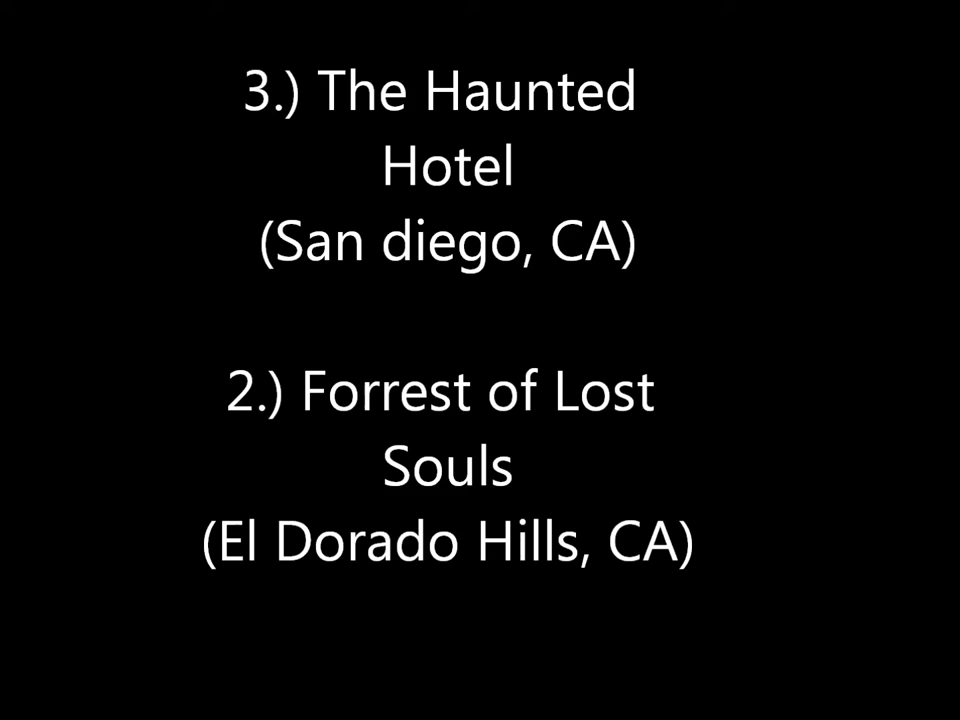 3.) The Haunted
Hotel
(San diego, CA)
2.) Forrest of Lost
Souls
(El Dorado Hills, CA)